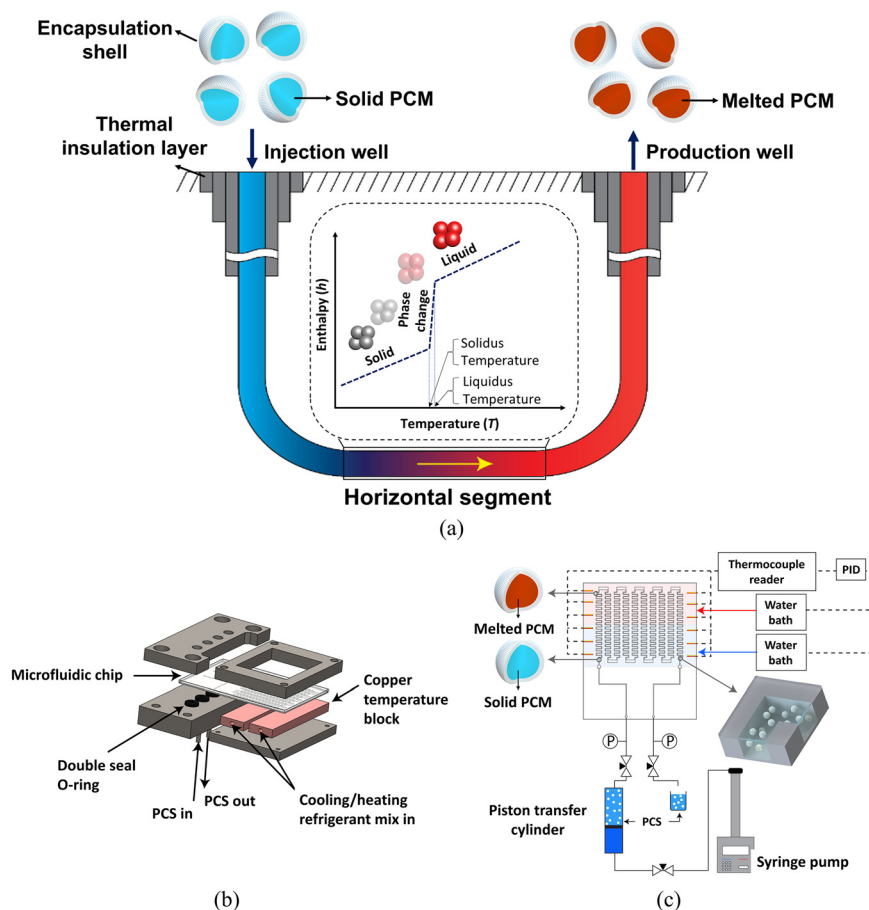 Encapsulation
shell
Solid PCM
Melted PCM
Thermal
insulation layer
Injection well
Production well
Enthalpy (h)
Solid
Phase
change
Liquid
Solidus
Temperature
Liquidus
Temperature
Temperature (T)
Horizontal segment
(a)
Microfluidic chip
Copper
temperature
block
Double seal
O-ring
PCS in
PCS out
Cooling/heating
refrigerant mix in
(b)
Thermocouple
reader
PID
Water
bath
Water
bath
Melted PCM
Solid PCM
P
P
Piston transfer
cylinder
PCS
Syringe pump
(c)